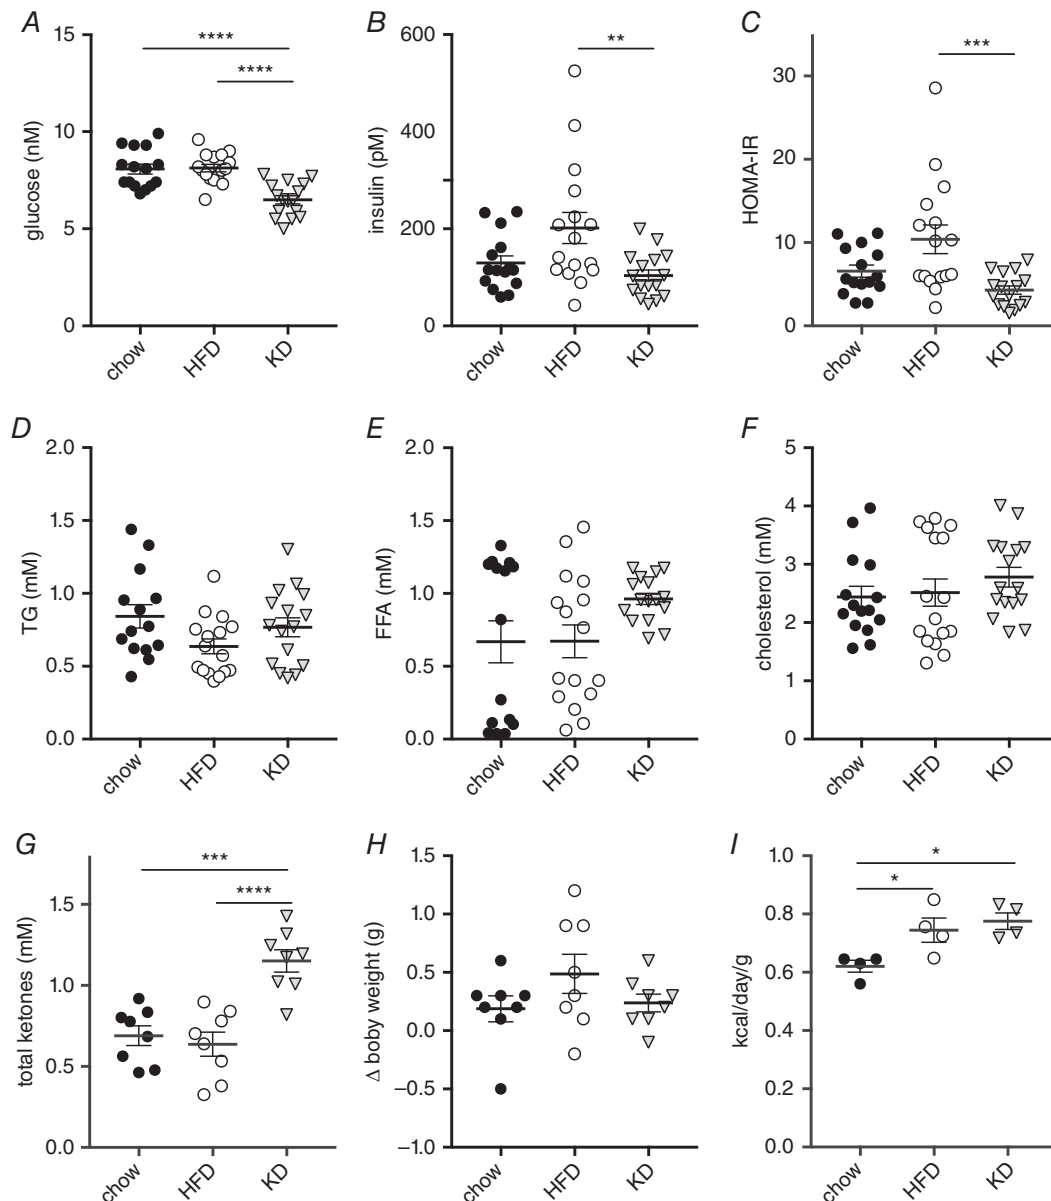 A
15
10
5
0
glucose (nM)
****
****
chow
HFD
KD
B
600
400
200
0
insulin (pM)
**
chow
HFD
KD
C
30
20
10
0
HOMA-IR
***
chow
HFD
KD
D
2.0
1.5
1.0
0.5
0.0
TG (mM)
chow
HFD
KD
E
2.0
1.5
1.0
0.5
0.0
FFA (mM)
chow
HFD
KD
F
5
4
3
2
1
0
cholesterol (mM)
chow
HFD
KD
G
1.5
1.0
0.5
0.0
total ketones (mM)
***
****
chow
HFD
KD
H
1.5
1.0
0.5
0.0
−0.5
−1.0
Δ boby weight (g)
chow
HFD
KD
I
1.0
0.8
0.6
0.4
0.2
0.0
kcal/day/g
*
*
chow
HFD
KD